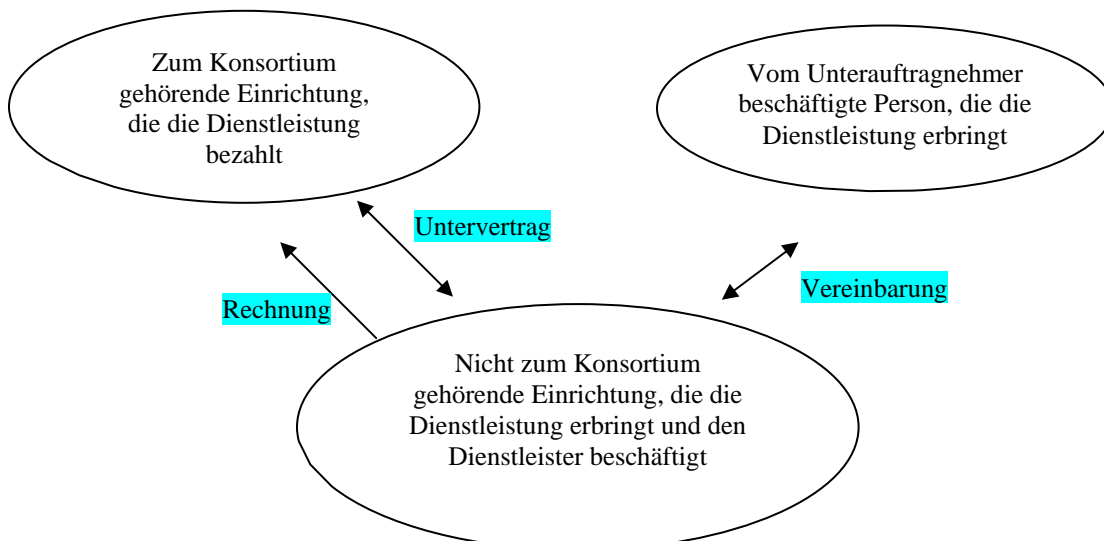 Zum Konsortium
gehörende Einrichtung,
die die Dienstleistung
bezahlt
Vom Unterauftragnehmer
beschäftigte Person, die die
Dienstleistung erbringt
Untervertrag
Rechnung
Vereinbarung
Nicht zum Konsortium
gehörende Einrichtung, die die
Dienstleistung erbringt und den
Dienstleister beschäftigt